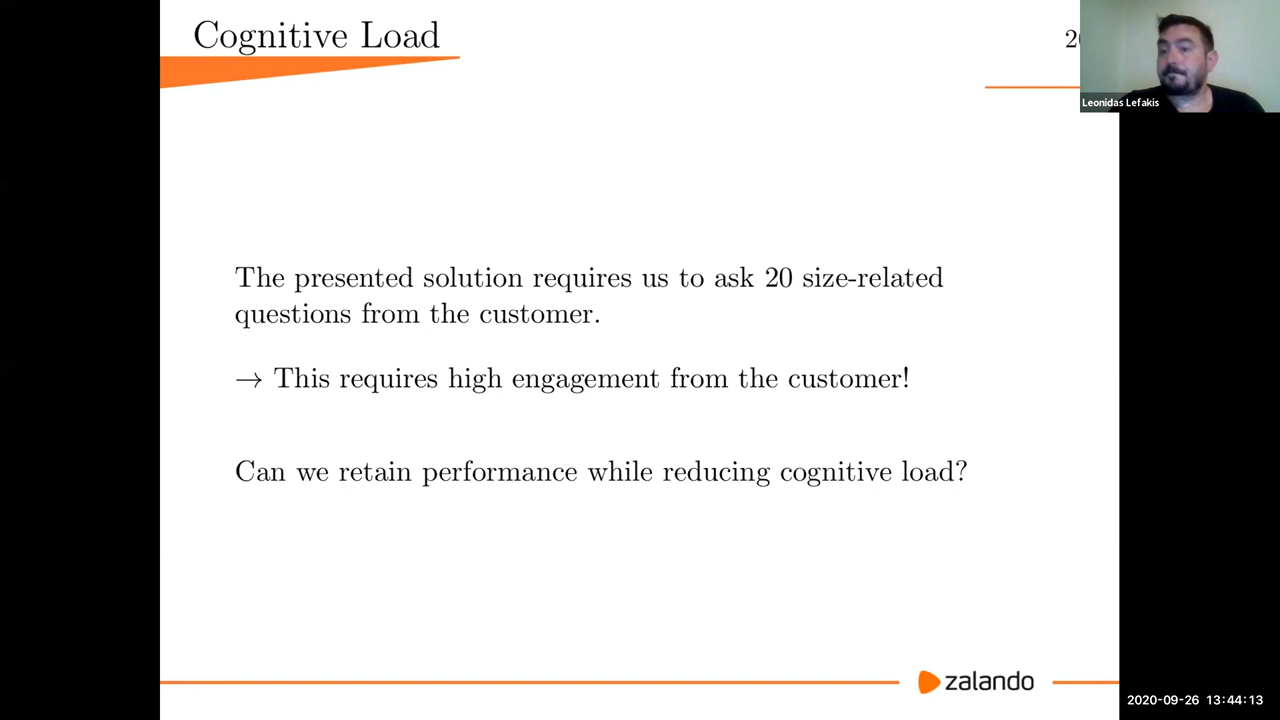 Cognitive Load
Leonidas Lefakis
The presented solution requires us to ask 20 size-related
questions from the customer.
→ This requires high engagement from the customer!
Can we retain performance while reducing cognitive load?
zalando
2020-09-26 13:44:13